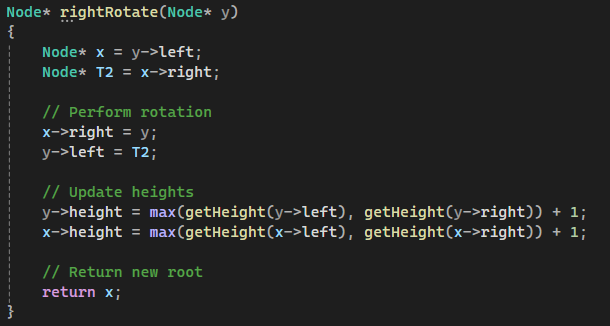 Node* rightRotate(Node* y)
{
    Node* x = y->left;
    Node* T2 = x->right;

    // Perform rotation
    x->right = y;
    y->left = T2;

    // Update heights
    y->height = max(getHeight(y->left), getHeight(y->right)) + 1;
    x->height = max(getHeight(x->left), getHeight(x->right)) + 1;

    // Return new root
    return x;
}